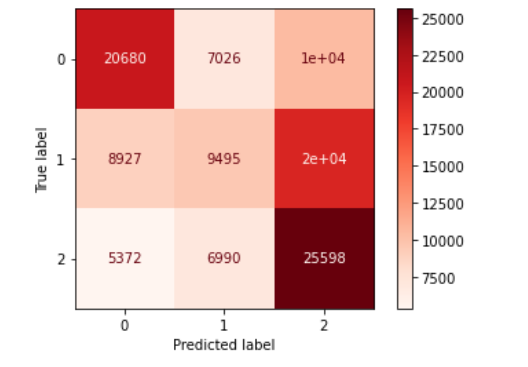 25000
22500
0 20680 7026 1e+04
20000
17500
True label
1 8927 9495 2e+04
15000
12500
10000
2 5372 6990 25598
7500
0 1 2
Predicted label